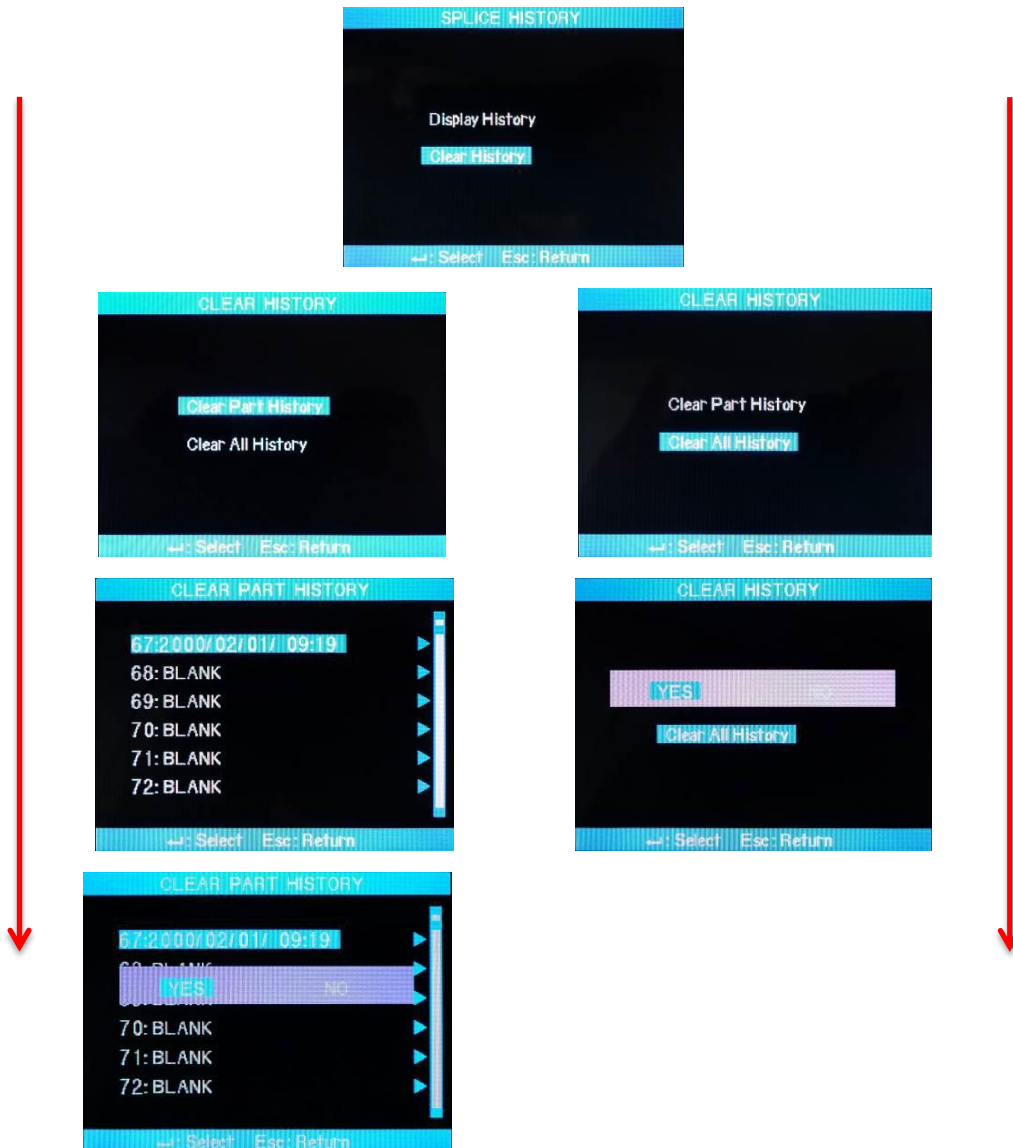 SPLICE HISTORY
Display History
Clear History
↵: Select Esc: Return
CLEAR HISTORY
Clear Part History
Clear All History
↵: Select Esc: Return
CLEAR HISTORY
Clear Part History
Clear All History
↵: Select Esc: Return
CLEAR PART HISTORY
67:2000/02/01/ 09:19
68: BLANK
69: BLANK
70: BLANK
71: BLANK
72: BLANK
↵: Select Esc: Return
CLEAR HISTORY
YES NO
Clear All History
↵: Select Esc: Return
CLEAR PART HISTORY
67:2000/02/01/ 09:19
YES NO
70: BLANK
71: BLANK
72: BLANK
↵: Select Esc: Return